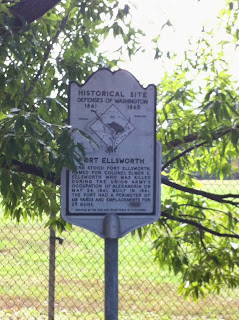 HISTORICAL SITE
DEFENSES OF WASHINGTON
1861 1865
FORT ELLSWORTH
HERE STOOD FORT ELLSWORTH
NAMED FOR COLONEL ELMER E.
ELLSWORTH WHO WAS KILLED
DURING THE UNION ARMY'S
OCCUPATION OF ALEXANDRIA ON
MAY 24, 1861. BUILT IN 1861,
THE FORT HAD A PERIMETER OF
618 YARDS AND EMPLACEMENTS FOR
27 GUNS.